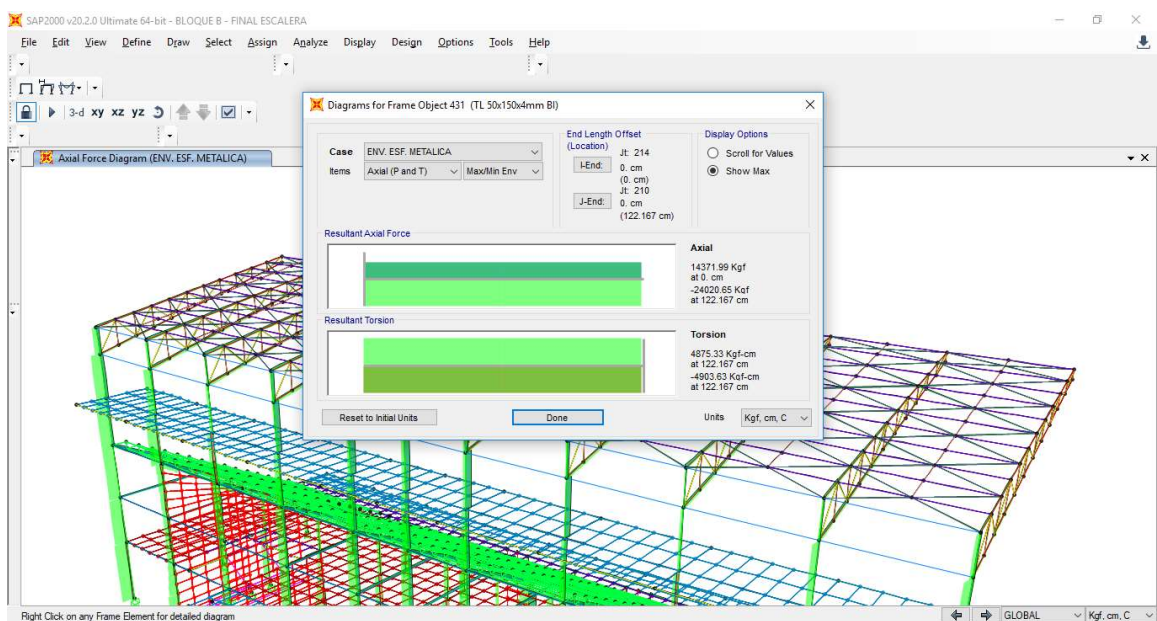 SAP2000 v20.2.0 Ultimate 64-bit - BLOQUE B - FINAL ESCALERA
File Edit View Define Draw Select Assign Analyze Display Design Options Tools Help
3-d xy xz yz
Axial Force Diagram (ENV. ESF. METALICA)
Diagrams for Frame Object 431 (TL 50x150x4mm BI)
Case ENV. ESF. METALICA
Items Axial (P and T) Max/Min Env
End Length Offset
(Location)
Jt: 214
I-End: 0. cm
(0. cm)
Jt: 210
J-End: 0. cm
(122.167 cm)
Display Options
Scroll for Values
Show Max
Resultant Axial Force
Axial
14371.99 Kgf
at 0. cm
-24020.65 Kgf
at 122.167 cm
Resultant Torsion
Torsion
4875.33 Kgf-cm
at 122.167 cm
-4903.63 Kgf-cm
at 122.167 cm
Reset to Initial Units Done Units Kgf, cm, C
Right Click on any Frame Element for detailed diagram GLOBAL Kgf, cm, C